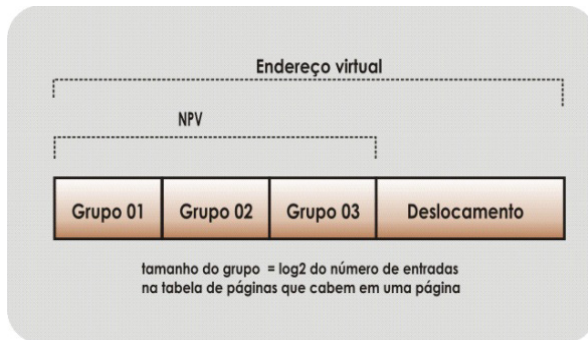 Endereço virtual
NPV
Grupo 01 Grupo 02 Grupo 03 Deslocamento
tamanho do grupo = log2 do número de entradas
na tabela de páginas que cabem em uma página